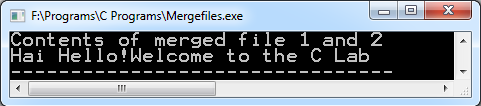 F:\Programs\C Programs\Mergefiles.exe
Contents of merged file 1 and 2
Hai Hello!Welcome to the C Lab
--------------------------------